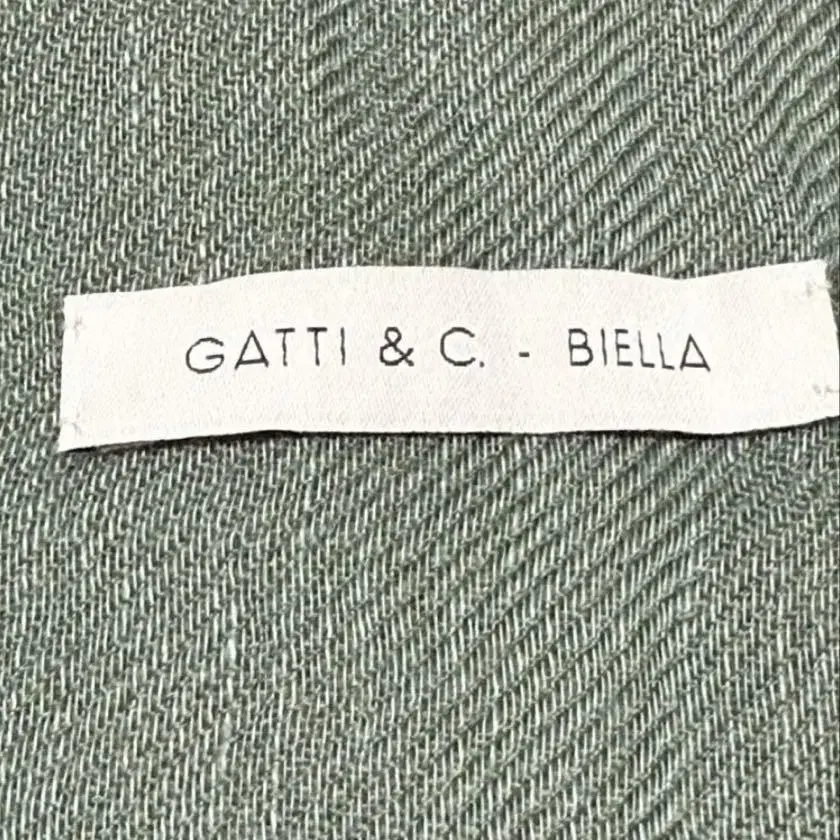 GATTI & C. - BIELLA